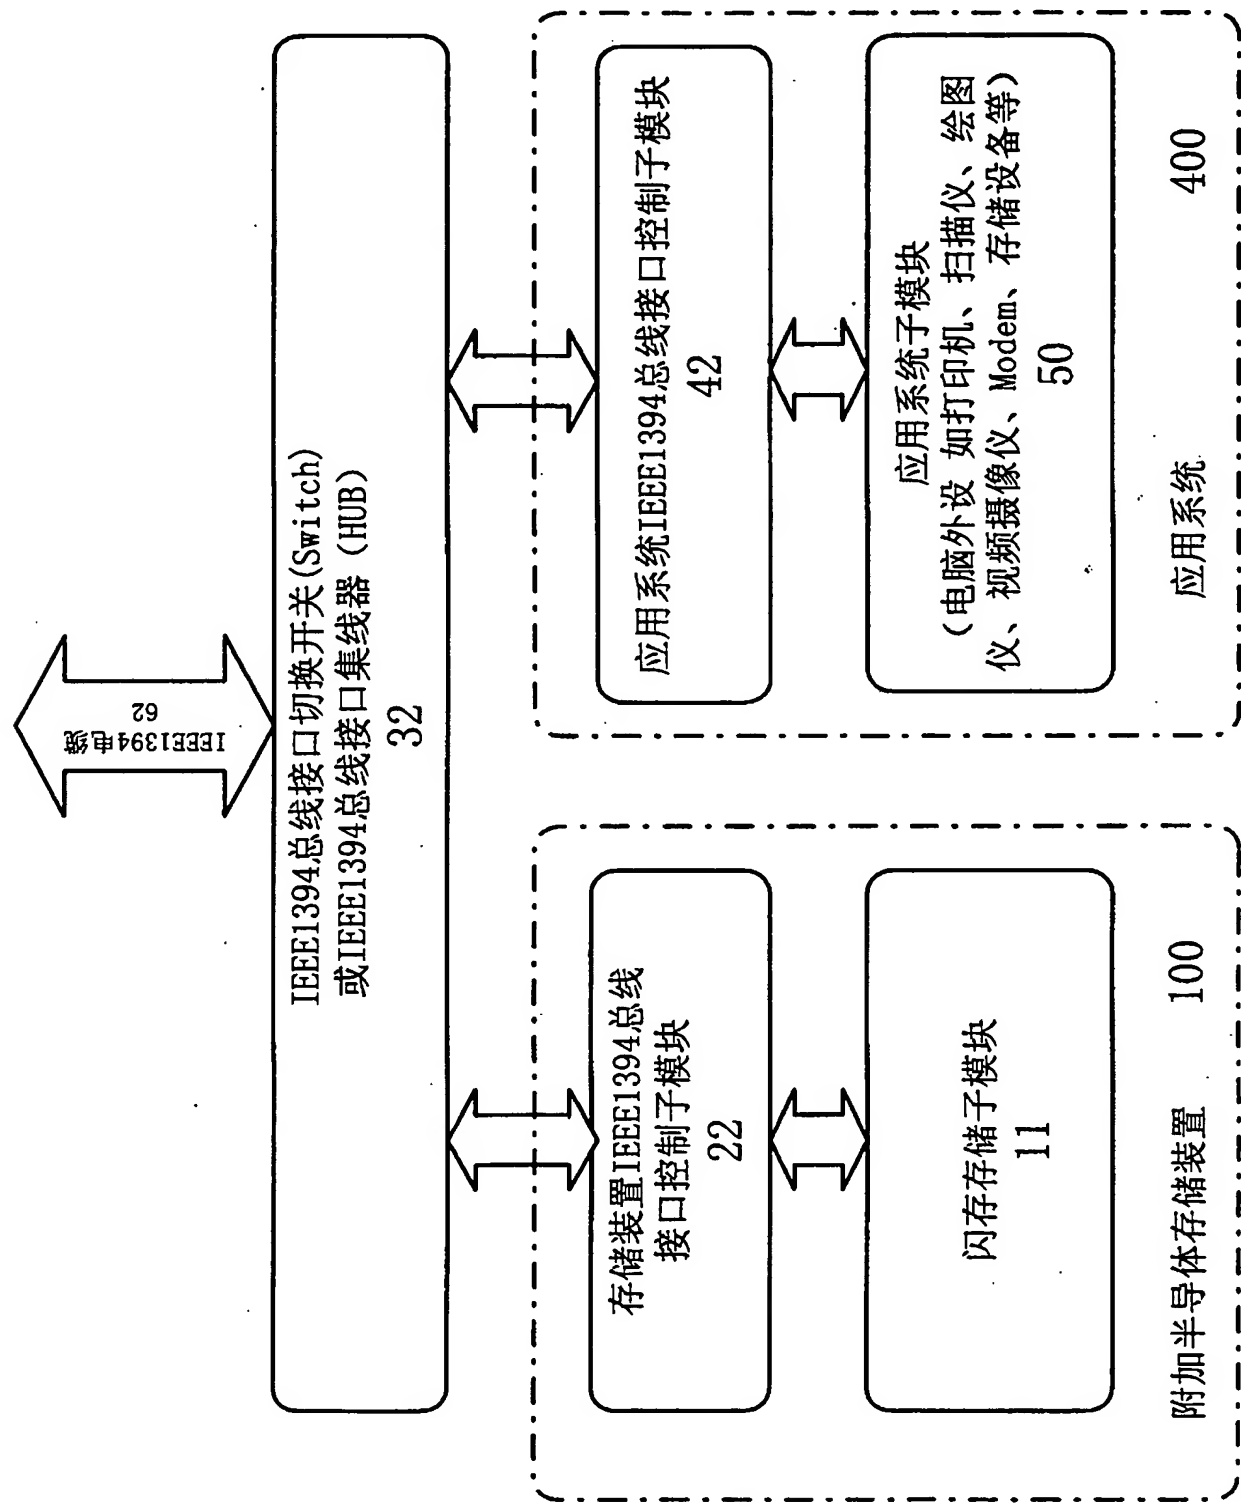 IEEE1394电缆
62
IEEE1394总线接口切换开关(Switch)
或IEEE1394总线接口集线器 (HUB)
32
存储装置IEEE1394总线
接口控制子模块
22
闪存存储子模块
11
附加半导体存储装置 100
应用系统IEEE1394总线接口控制子模块
42
应用系统子模块
(电脑外设 如打印机、扫描仪、绘图
仪、视频摄像仪、Modem、存储设备等)
50
应用系统 400